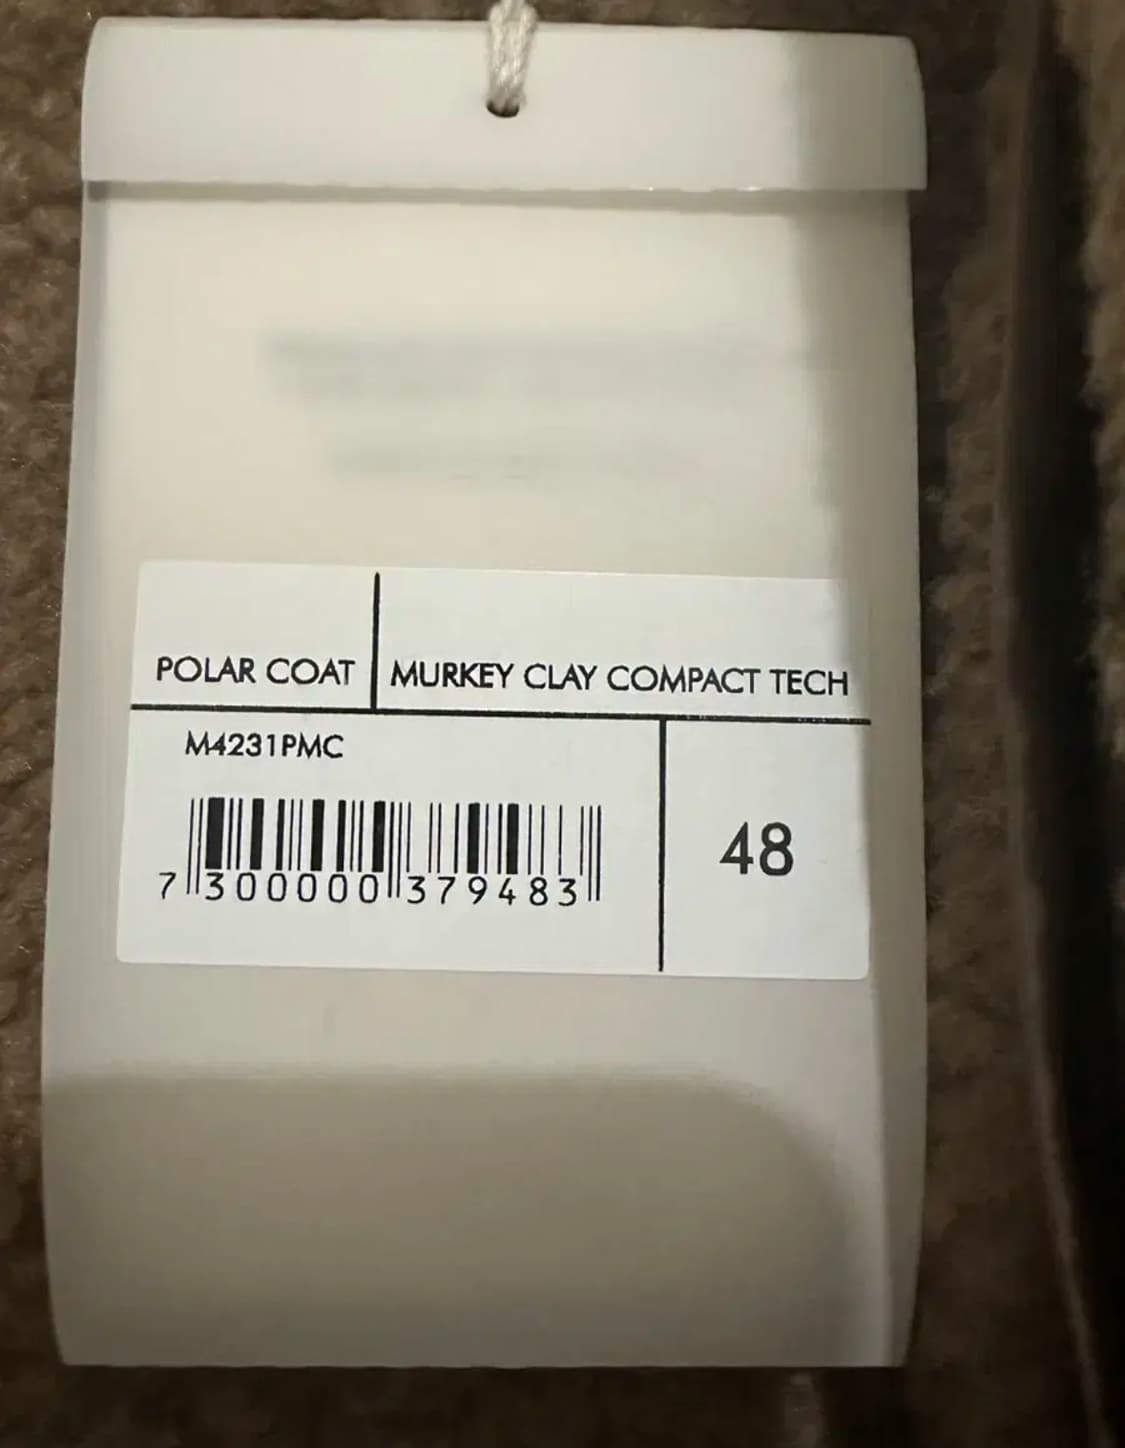 POLAR COAT
MURKEY CLAY COMPACT TECH
M4231PMC
7 300000 379483
48